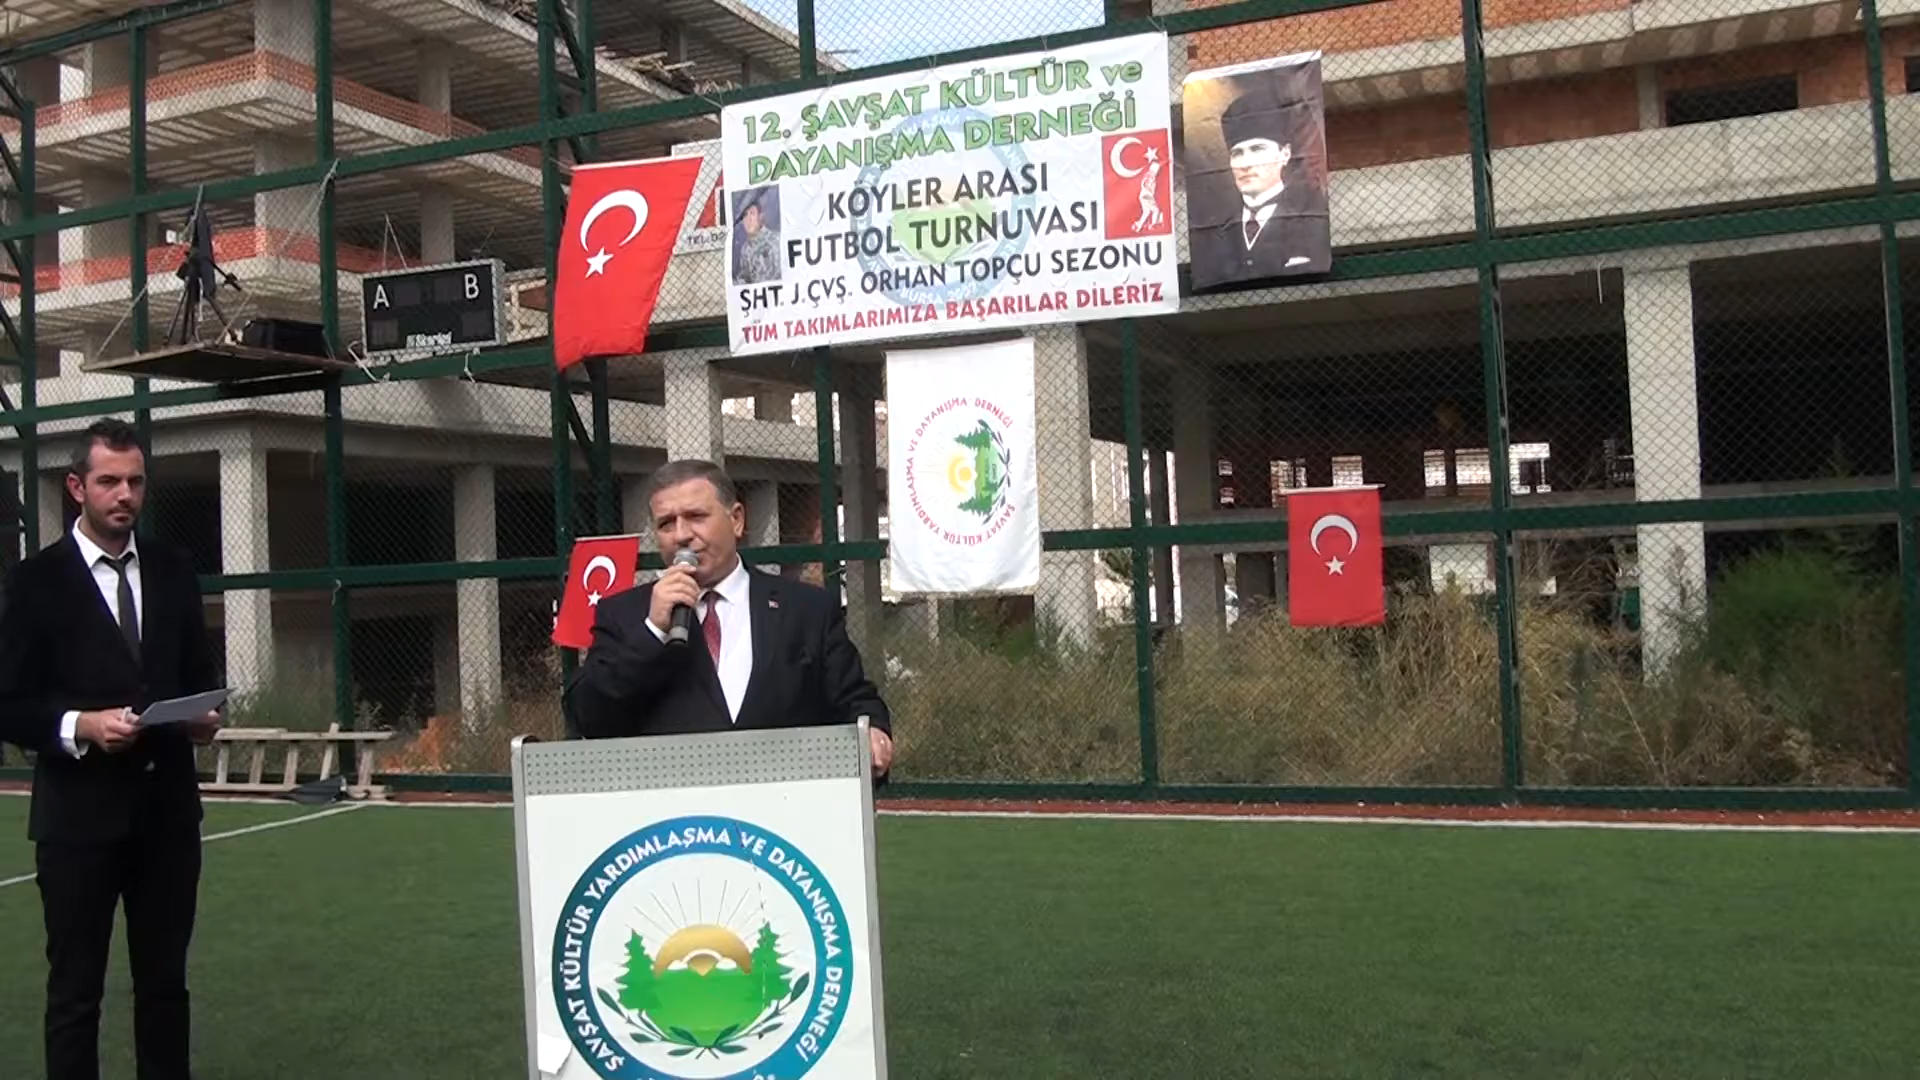 12. ŞAVŞAT KÜLTÜR ve
DAYANIŞMA DERNEĞİ
KÖYLER ARASI
FUTBOL TURNUVASI
ŞHT. J.ÇVŞ. ORHAN TOPÇU SEZONU
TÜM TAKIMLARIMIZA BAŞARILAR DİLERİZ
A B
ŞAVŞAT KÜLTÜR YARDIMLAŞMA VE DAYANIŞMA DERNEĞİ
ŞAVŞAT KÜLTÜR YARDIMLAŞMA VE DAYANIŞMA DERNEĞİ